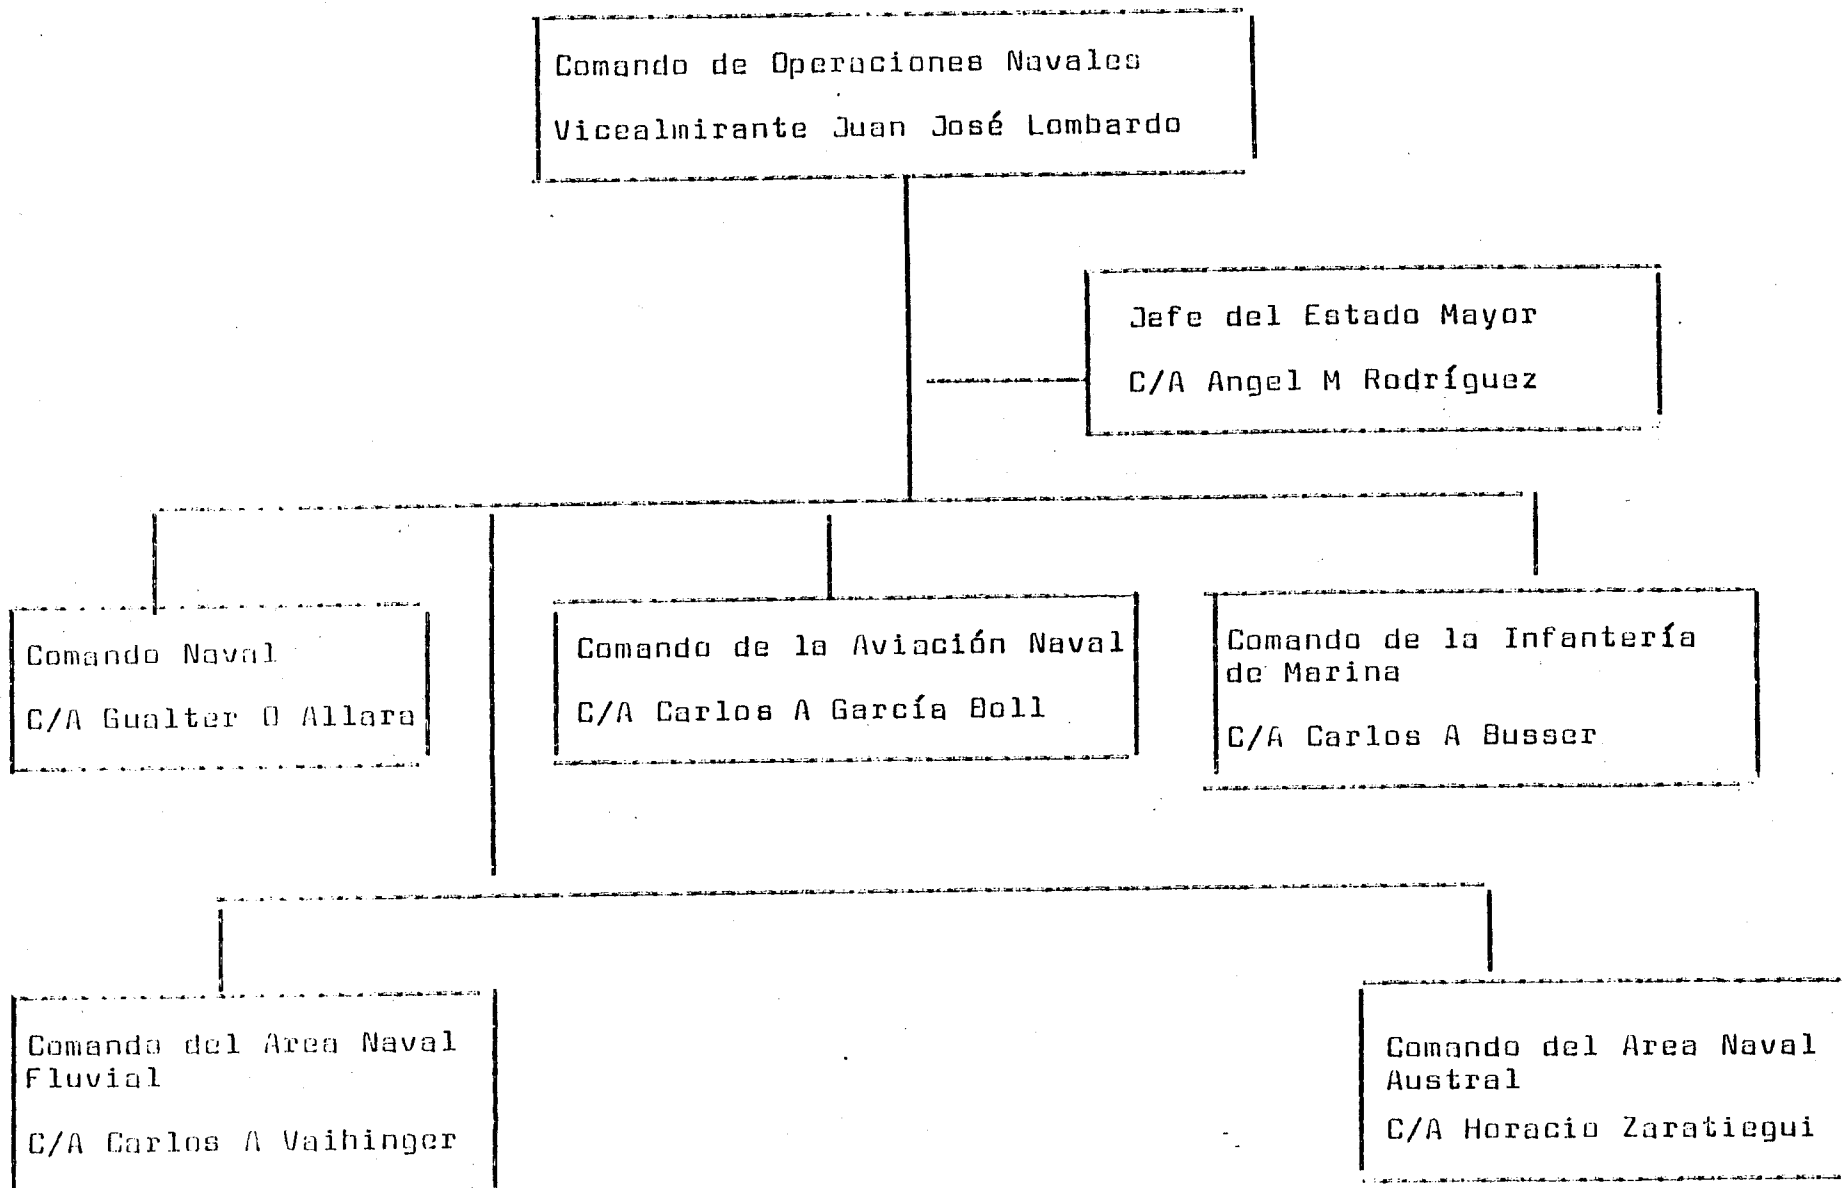 Comando de Operaciones Navales
Vicealmirante Juan José Lombardo
Jefe del Estado Mayor
C/A Angel M Rodríguez
Comando Naval
C/A Gualter O Allara
Comando de la Aviación Naval
C/A Carlos A García Boll
Comando de la Infantería
de Marina
C/A Carlos A Busser
Comando del Area Naval
Fluvial
C/A Carlos A Vaihinger
Comando del Area Naval
Austral
C/A Horacio Zaratiegui